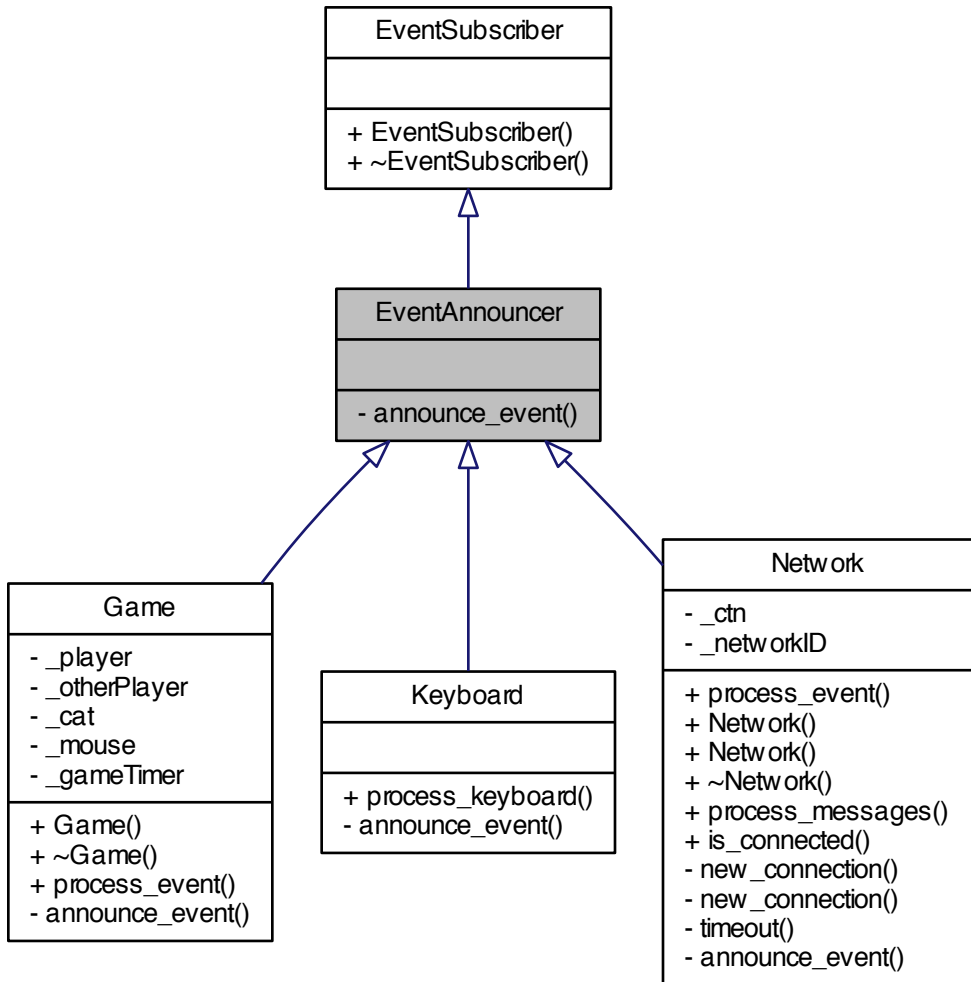 EventSubscriber
+ EventSubscriber()
+ ~EventSubscriber()
EventAnnouncer
- announce_event()
Game
- _player
- _otherPlayer
- _cat
- _mouse
- _gameTimer
+ Game()
+ ~Game()
+ process_event()
- announce_event()
Keyboard
+ process_keyboard()
- announce_event()
Network
- _ctn
- _networkID
+ process_event()
+ Network()
+ Network()
+ ~Network()
+ process_messages()
+ is_connected()
- new_connection()
- new_connection()
- timeout()
- announce_event()